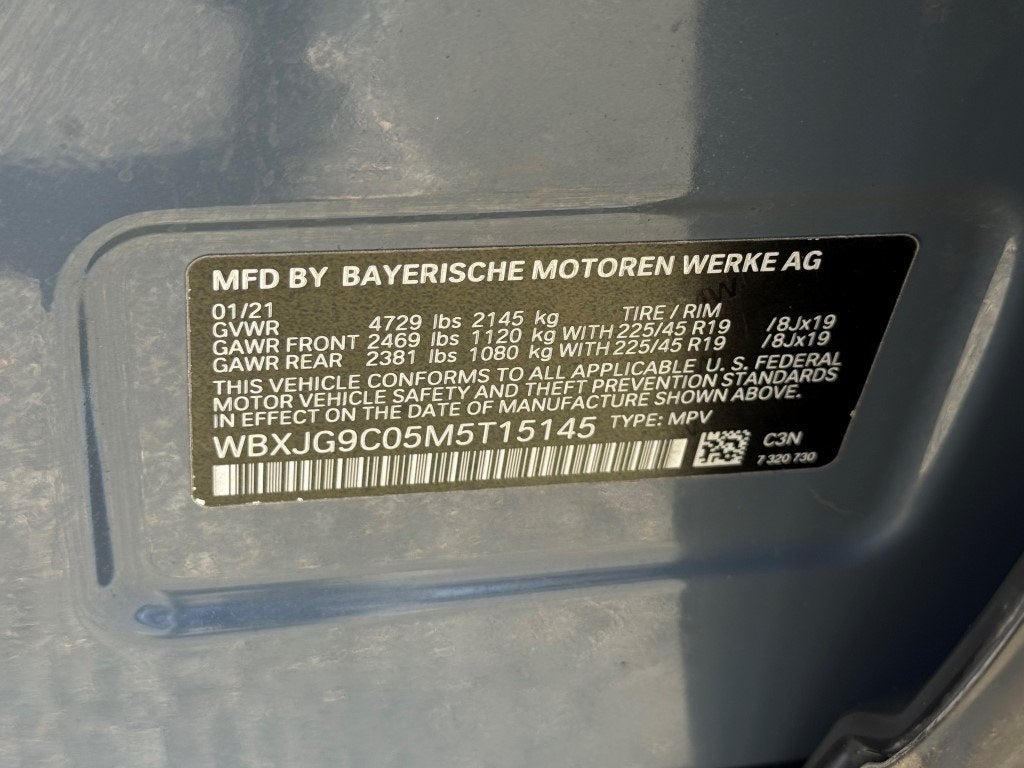 MFD BY BAYERISCHE MOTOREN WERKE AG
01/21 TIRE / RIM
GVWR 4729 lbs 2145 kg
GAWR FRONT 2469 lbs 1120 kg WITH 225/45 R19 /8Jx19
GAWR REAR 2381 lbs 1080 kg WITH 225/45 R19 /8Jx19
THIS VEHICLE CONFORMS TO ALL APPLICABLE U. S. FEDERAL
MOTOR VEHICLE SAFETY AND THEFT PREVENTION STANDARDS
IN EFFECT ON THE DATE OF MANUFACTURE SHOWN ABOVE.
WBXJG9C05M5T15145 TYPE: MPV
C3N
7 320 730